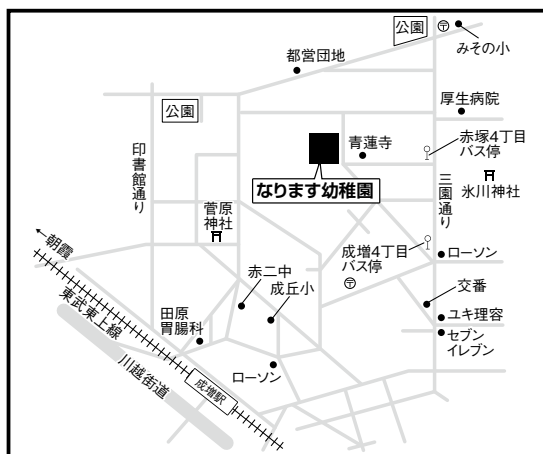 公園
〒
みその小
都営団地
厚生病院
公園
赤塚4丁目
バス停
青蓮寺
印書館通り
三園通り
氷川神社
なります幼稚園
菅原
神社
成増4丁目
バス停
〒
ローソン
朝霞
赤二中
成丘小
交番
東武東上線
田原
胃腸科
ユキ理容
セブン
イレブン
川越街道
成増駅
ローソン